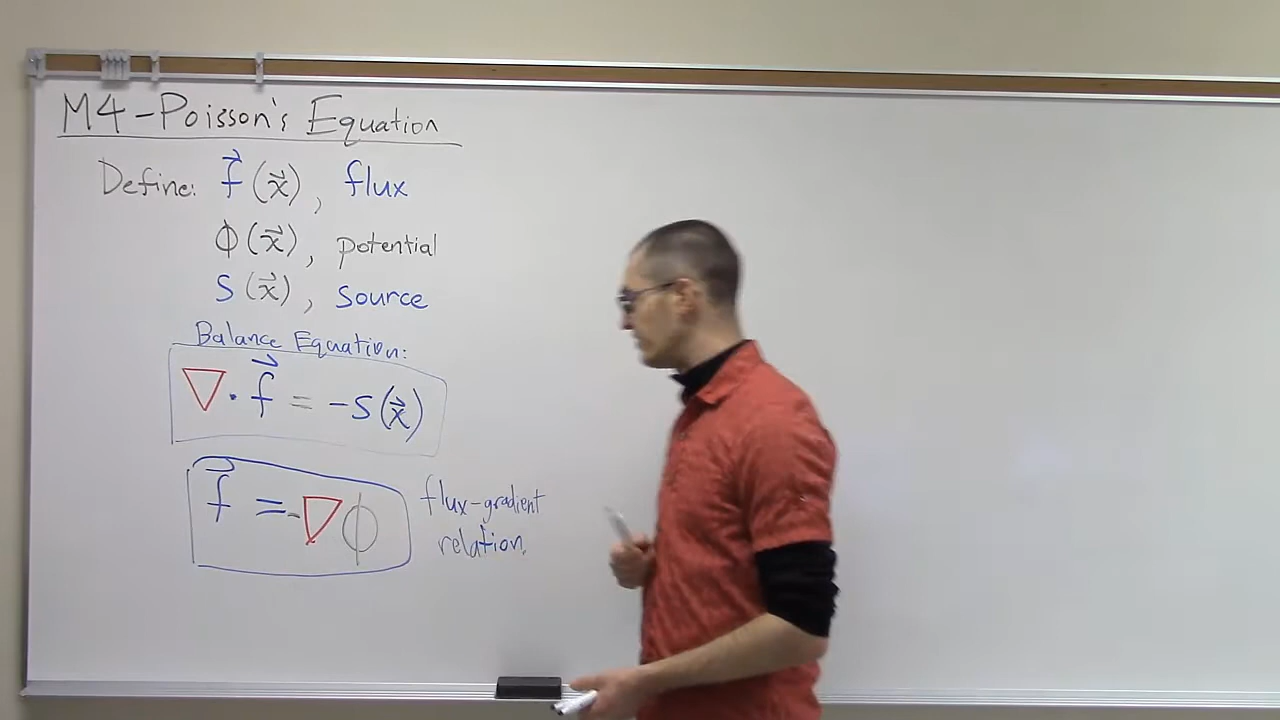 M4 - Poisson's Equation
Define: f⃗(x⃗), flux
ϕ(x⃗), potential
S(x⃗), source
Balance Equation:
∇ · f⃗ = -S(x⃗)
f⃗ = -∇ϕ flux-gradient
relation